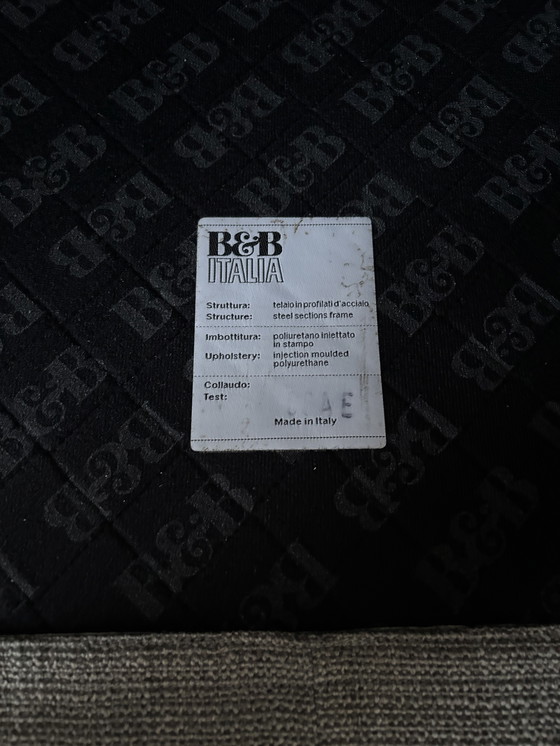 B&B
ITALIA
Struttura: telaio in profilati d'acciaio
Structure: steel sections frame
Imbottitura: poliuretano iniettato
in stampo
Upholstery: injection moulded
polyurethane
Collaudo:
Test:
AE
Made in Italy